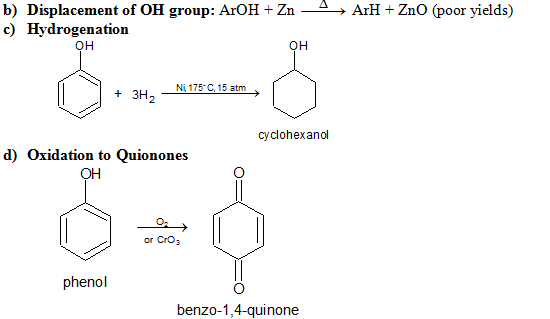 b) Displacement of OH group: ArOH + Zn Δ ArH + ZnO (poor yields)
c) Hydrogenation
OH OH
+ 3H2 Ni, 175°C, 15 atm
cyclohexanol
d) Oxidation to Quionones
OH O
O2
or CrO3
phenol O
benzo-1,4-quinone